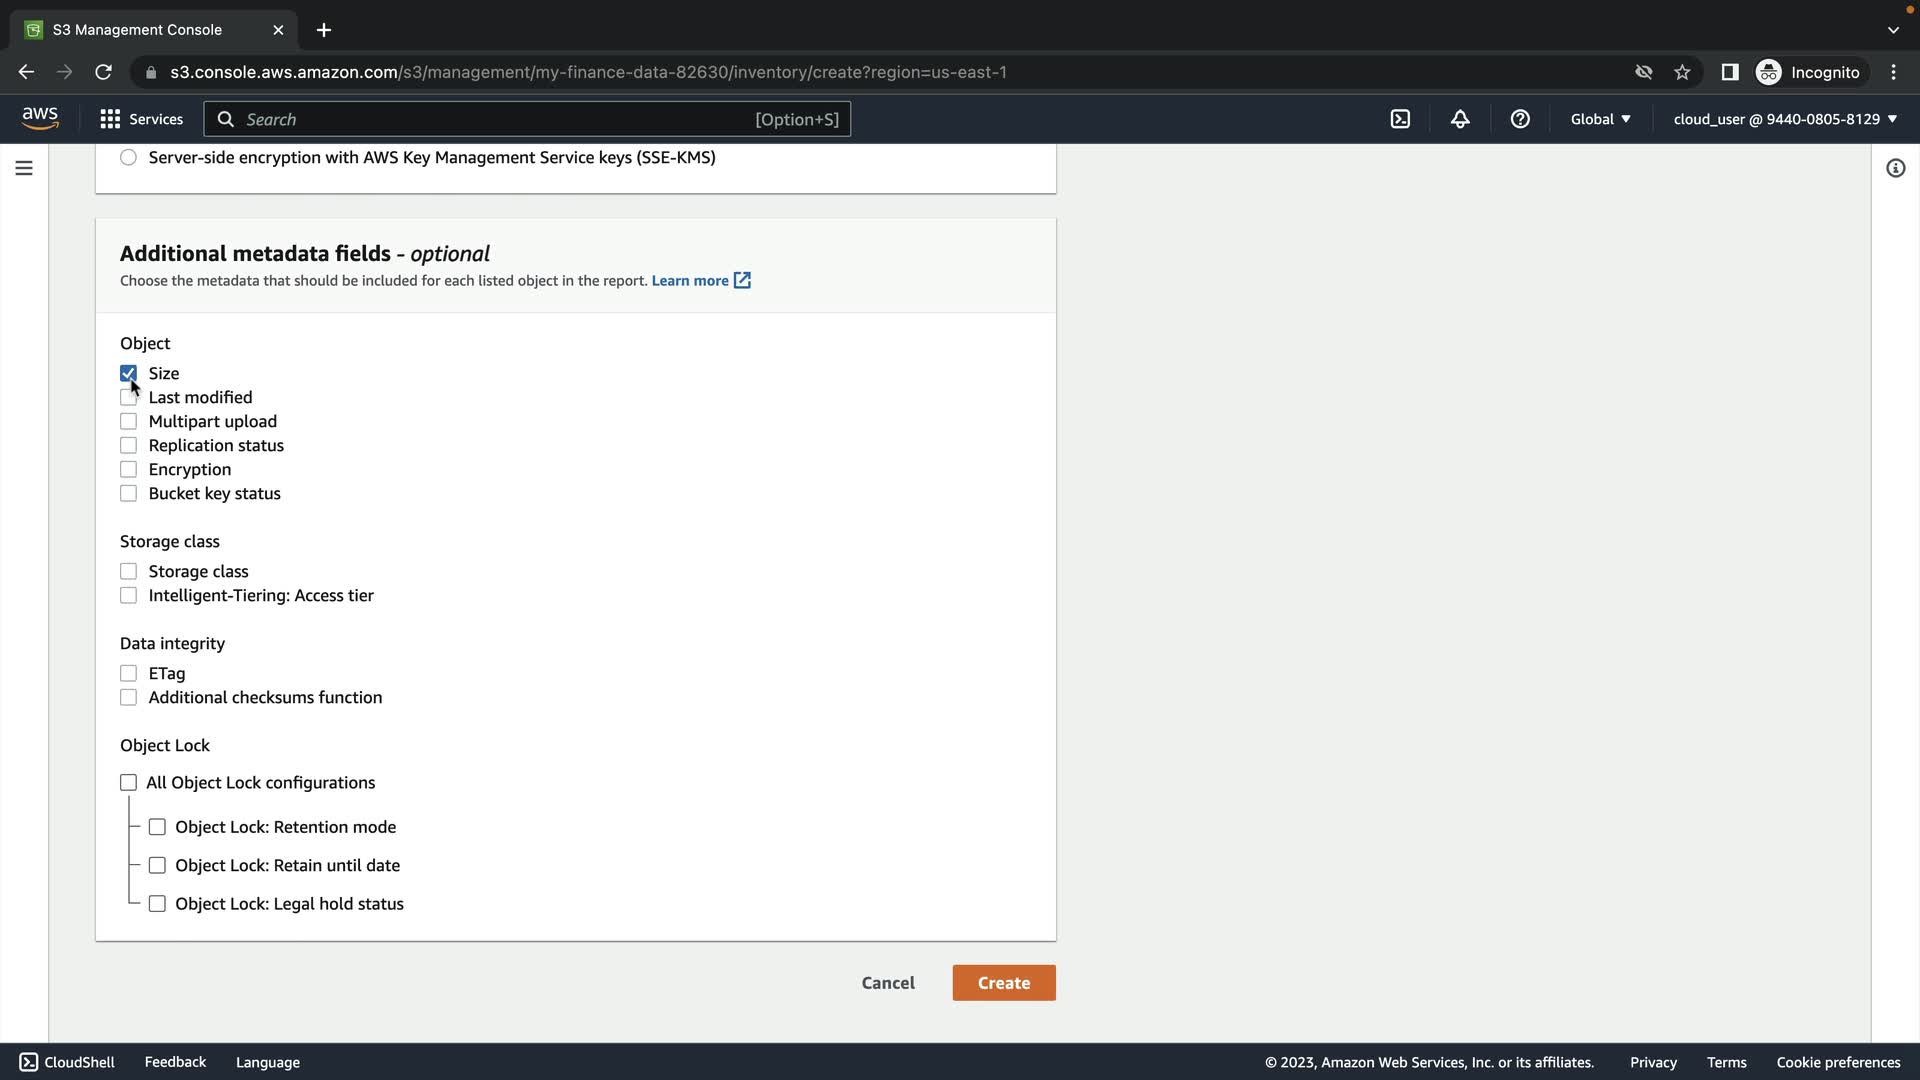 S3 Management Console
s3.console.aws.amazon.com/s3/management/my-finance-data-82630/inventory/create?region=us-east-1
Incognito
aws
Services
Search
[Option+S]
Global
cloud_user @ 9440-0805-8129
Server-side encryption with AWS Key Management Service keys (SSE-KMS)
Additional metadata fields - optional
Choose the metadata that should be included for each listed object in the report. Learn more
Object
Size
Last modified
Multipart upload
Replication status
Encryption
Bucket key status
Storage class
Storage class
Intelligent-Tiering: Access tier
Data integrity
ETag
Additional checksums function
Object Lock
All Object Lock configurations
Object Lock: Retention mode
Object Lock: Retain until date
Object Lock: Legal hold status
Cancel
Create
CloudShell
Feedback
Language
© 2023, Amazon Web Services, Inc. or its affiliates.
Privacy
Terms
Cookie preferences